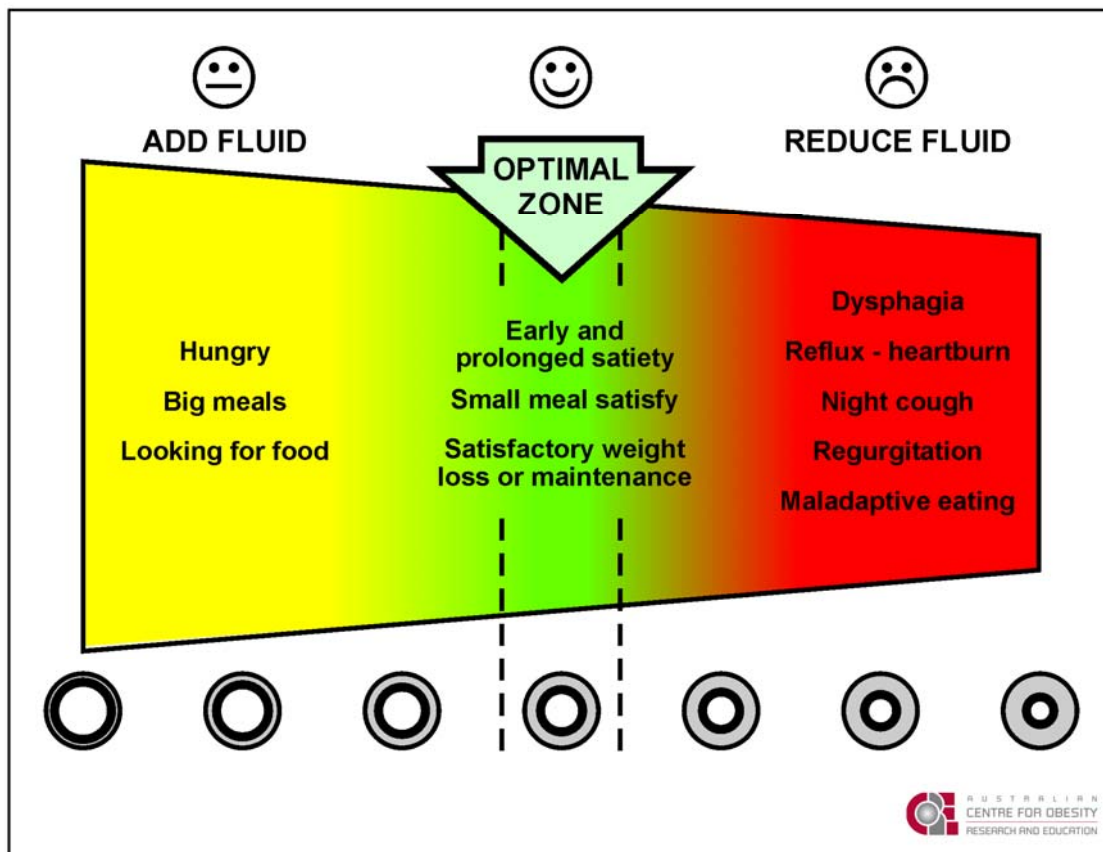 ADD FLUID
OPTIMAL
ZONE
REDUCE FLUID
Hungry
Big meals
Looking for food
Early and
prolonged satiety
Small meal satisfy
Satisfactory weight
loss or maintenance
Dysphagia
Reflux - heartburn
Night cough
Regurgitation
Maladaptive eating
AUSTRALIAN
CENTRE FOR OBESITY
RESEARCH AND EDUCATION